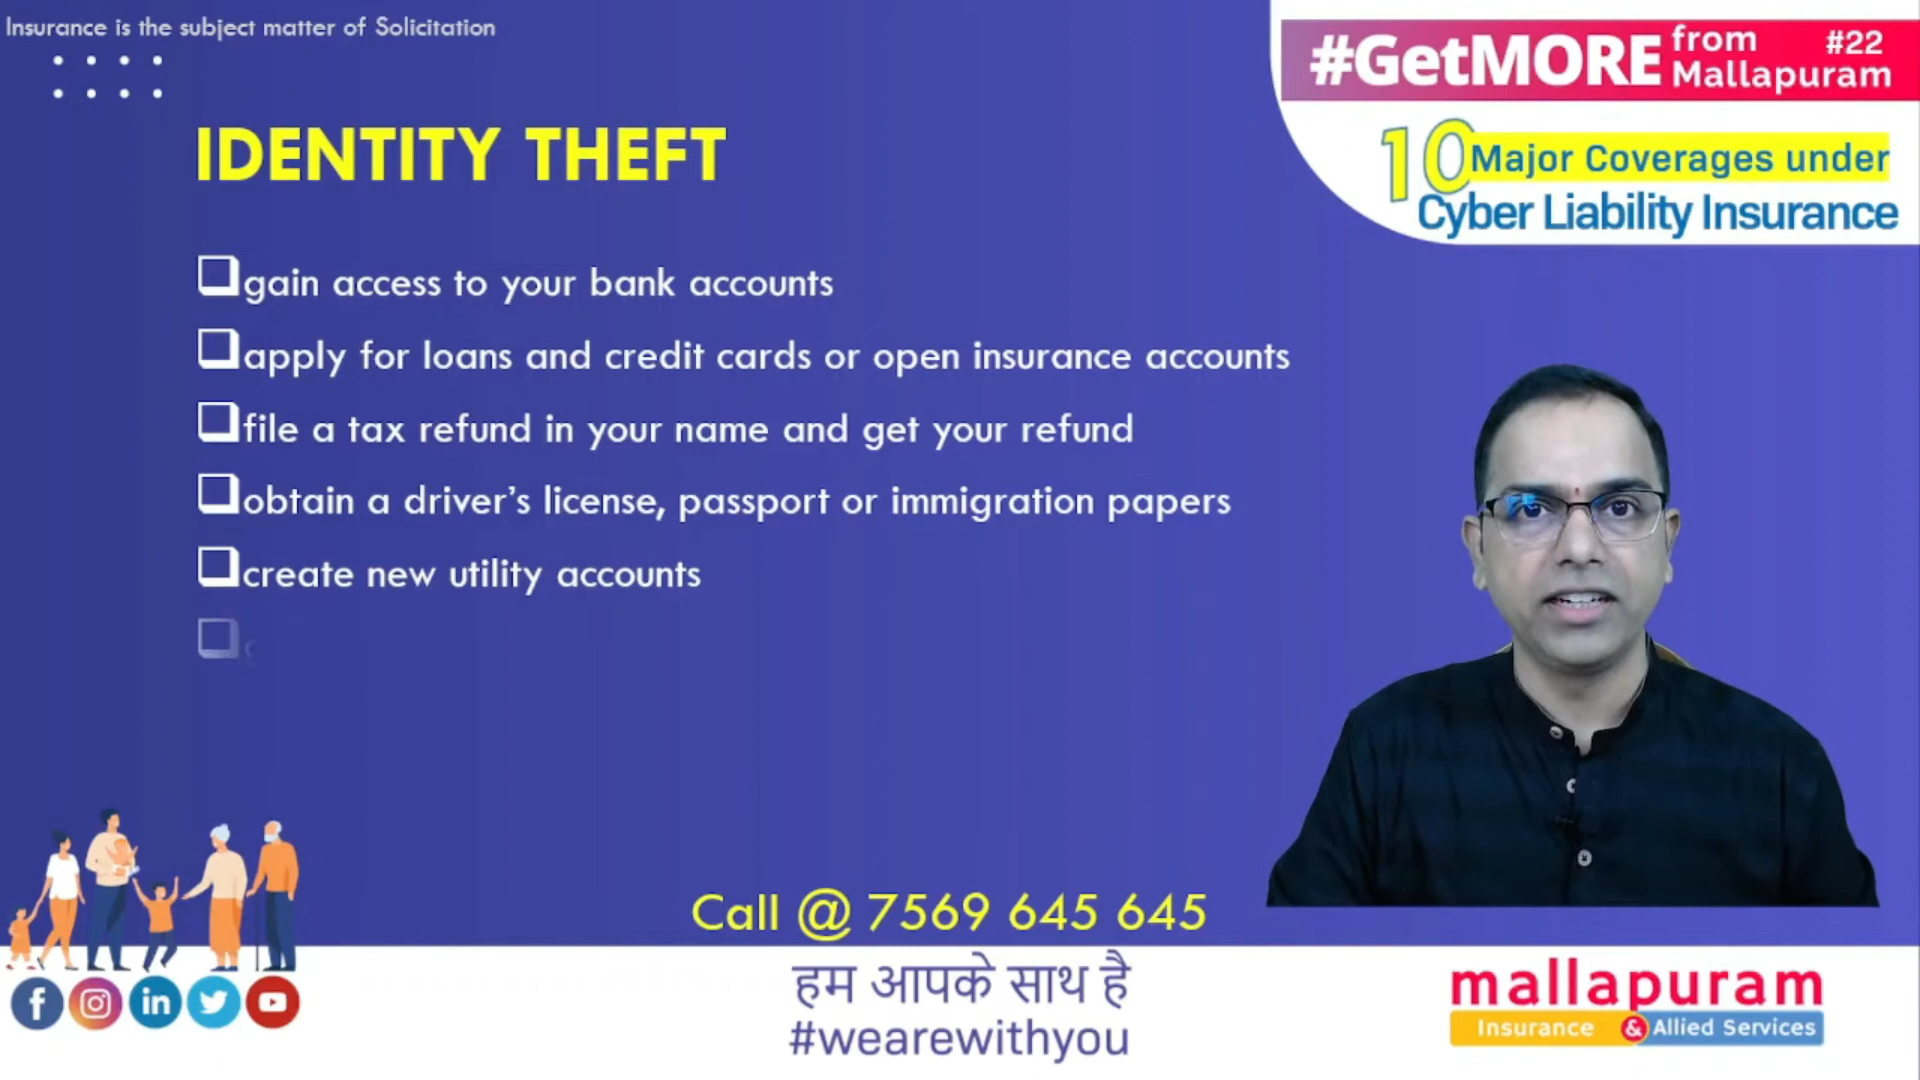 Insurance is the subject matter of Solicitation
#GetMORE from Mallapuram #22
10 Major Coverages under
Cyber Liability Insurance
IDENTITY THEFT
gain access to your bank accounts
apply for loans and credit cards or open insurance accounts
file a tax refund in your name and get your refund
obtain a driver's license, passport or immigration papers
create new utility accounts
Call @ 7569 645 645
हम आपके साथ है
#wearewithyou
mallapuram
Insurance & Allied Services